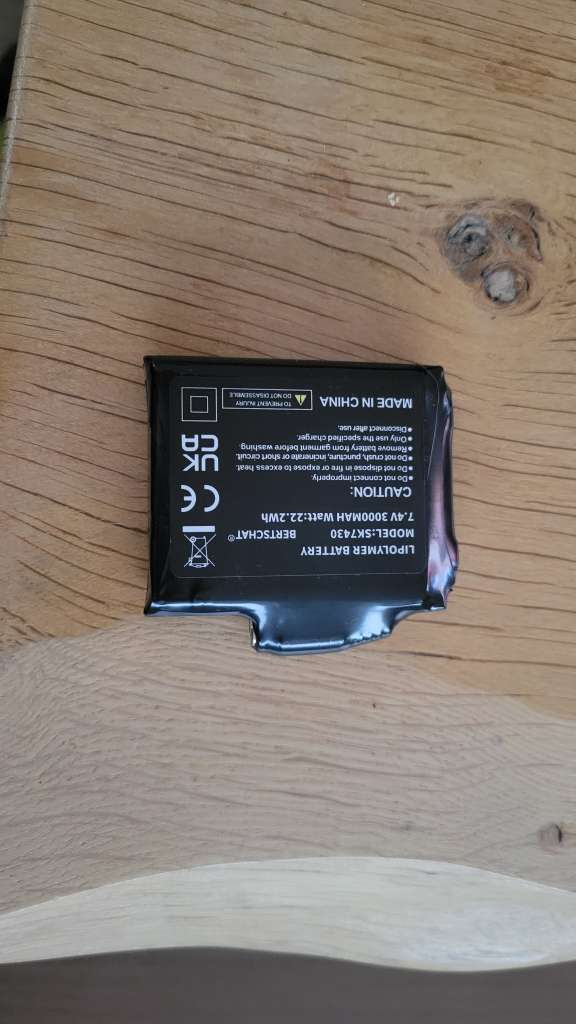 LIPOLYMER BATTERY
MODEL:SK7430 BERTSCHAT®
7.4V 3000MAH Watt:22.2Wh
CAUTION:
●Do not connect improperly.
●Do not dispose in fire or expose to excess heat.
●Do not crush, puncture, incinerate or short circuit.
●Remove battery from garment before washing.
●Only use the specified charger.
●Disconnect after use.
MADE IN CHINA
TO PREVENT INJURY
DO NOT DISASSEMBLE
CE
UK
CA